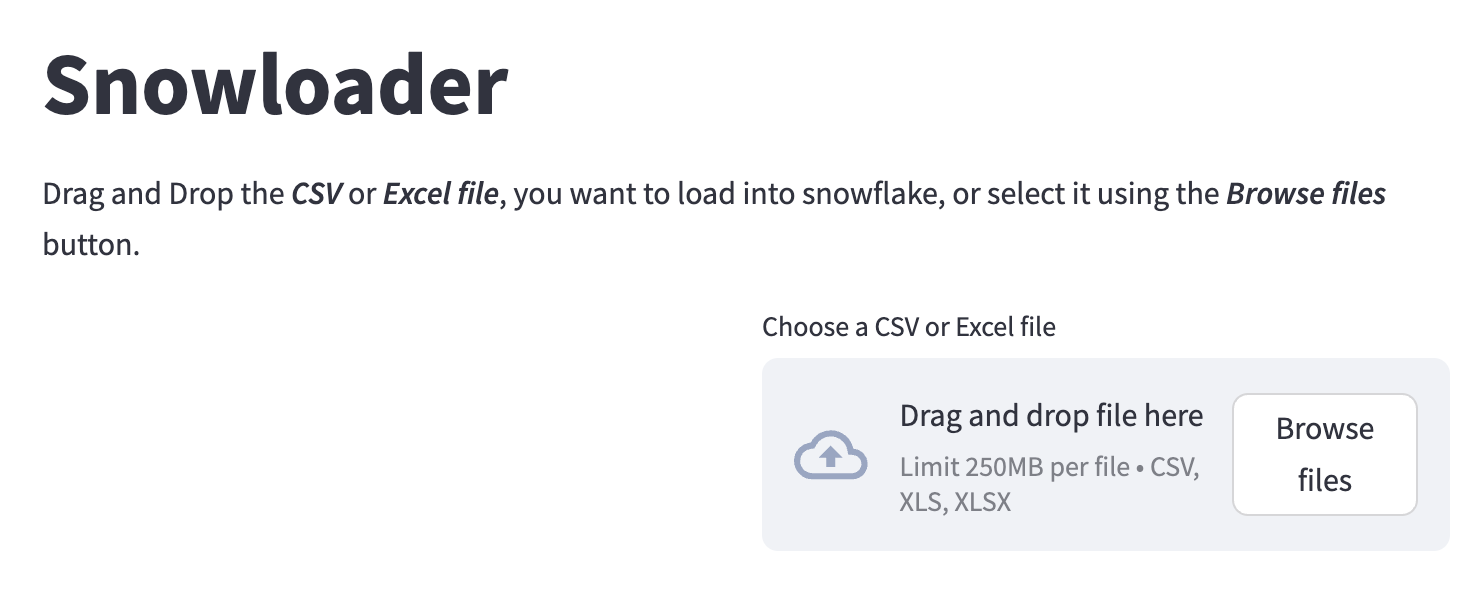 Snowloader
Drag and Drop the CSV or Excel file, you want to load into snowflake, or select it using the Browse files
button.
Choose a CSV or Excel file
Drag and drop file here
Limit 250MB per file • CSV,
XLS, XLSX
Browse
files